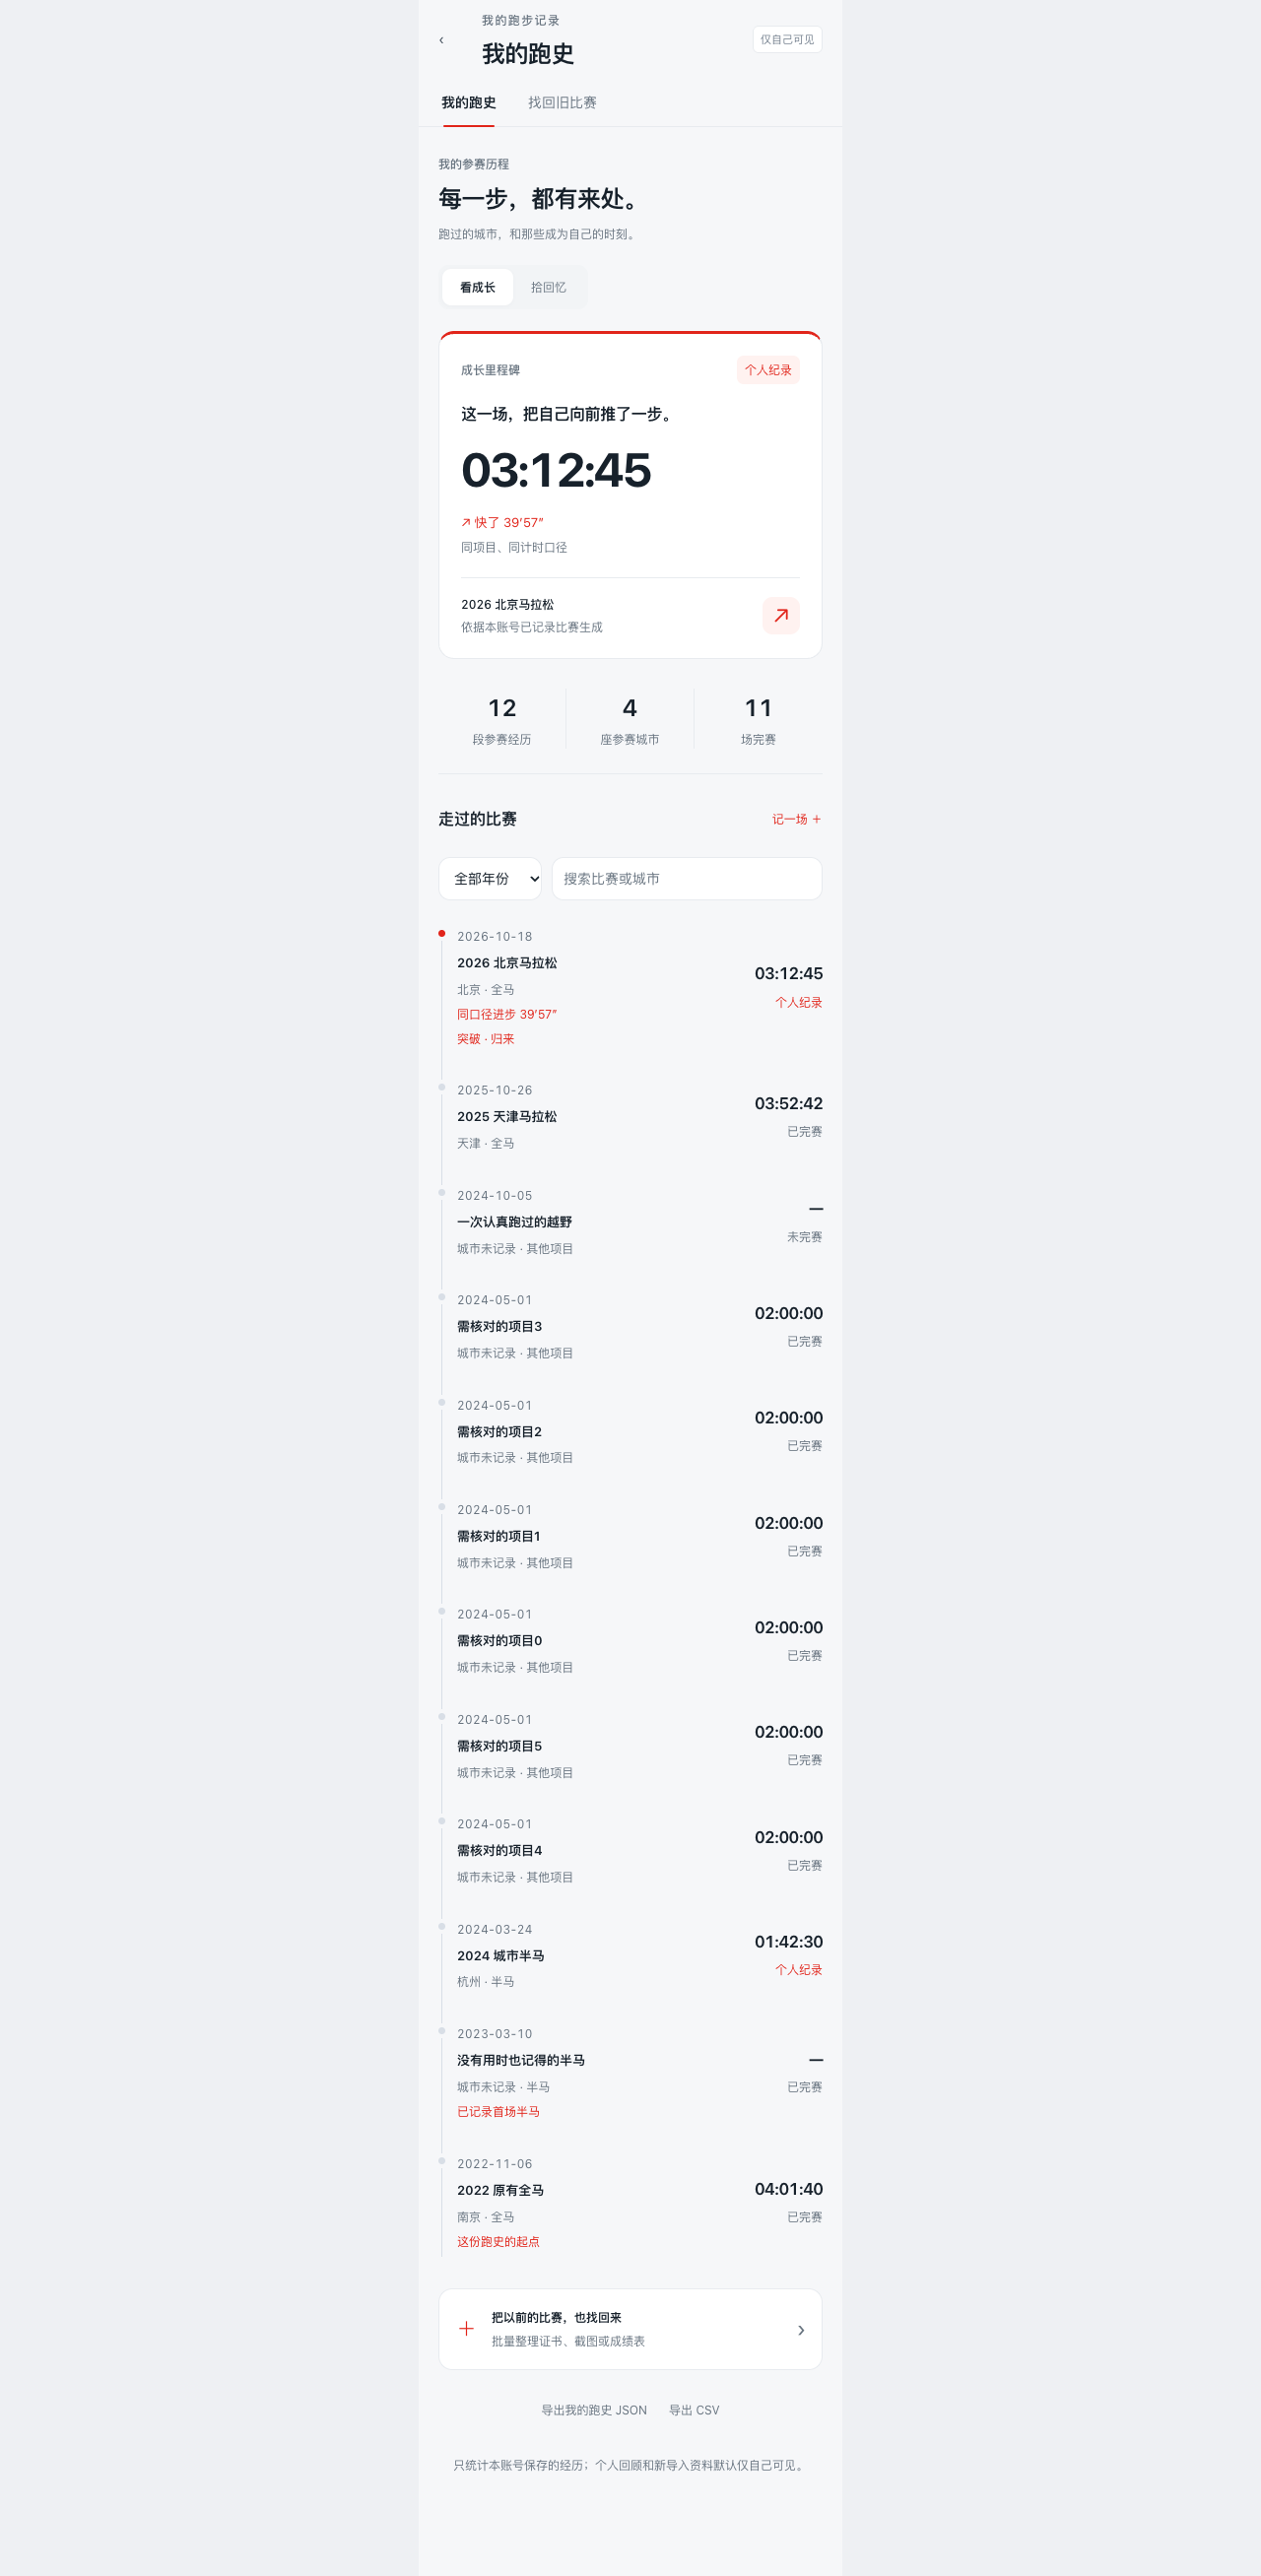 我的跑步记录
‹
我的跑史
仅自己可见
我的跑史 找回旧比赛
我的参赛历程
每一步，都有来处。
跑过的城市，和那些成为自己的时刻。
看成长 拾回忆
成长里程碑 个人纪录
这一场，把自己向前推了一步。
03:12:45
↗ 快了 39′57″
同项目、同计时口径
2026 北京马拉松
依据本账号已记录比赛生成
↗
12 4 11
段参赛经历 座参赛城市 场完赛
走过的比赛 记一场 ＋
全部年份 搜索比赛或城市
2026-10-18
2026 北京马拉松 03:12:45
北京 · 全马 个人纪录
同口径进步 39′57″
突破 · 归来
2025-10-26
2025 天津马拉松 03:52:42
天津 · 全马 已完赛
2024-10-05
一次认真跑过的越野 —
城市未记录 · 其他项目 未完赛
2024-05-01
需核对的项目3 02:00:00
城市未记录 · 其他项目 已完赛
2024-05-01
需核对的项目2 02:00:00
城市未记录 · 其他项目 已完赛
2024-05-01
需核对的项目1 02:00:00
城市未记录 · 其他项目 已完赛
2024-05-01
需核对的项目0 02:00:00
城市未记录 · 其他项目 已完赛
2024-05-01
需核对的项目5 02:00:00
城市未记录 · 其他项目 已完赛
2024-05-01
需核对的项目4 02:00:00
城市未记录 · 其他项目 已完赛
2024-03-24
2024 城市半马 01:42:30
杭州 · 半马 个人纪录
2023-03-10
没有用时也记得的半马 —
城市未记录 · 半马 已完赛
已记录首场半马
2022-11-06
2022 原有全马 04:01:40
南京 · 全马 已完赛
这份跑史的起点
＋ 把以前的比赛，也找回来 ›
批量整理证书、截图或成绩表
导出我的跑史 JSON 导出 CSV
只统计本账号保存的经历；个人回顾和新导入资料默认仅自己可见。